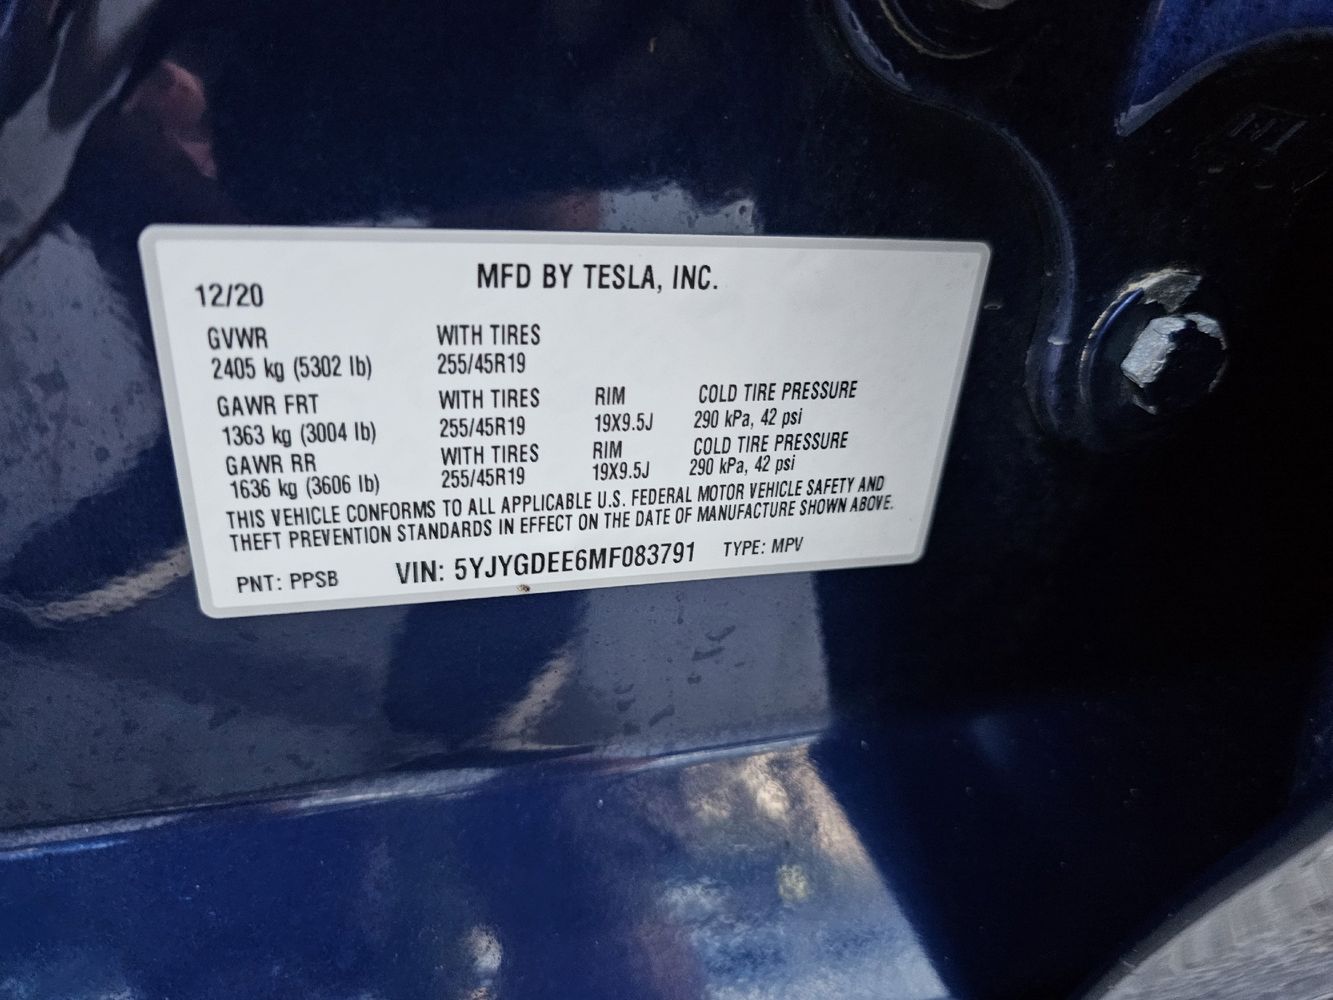 MFD BY TESLA, INC.
12/20
GVWR WITH TIRES
2405 kg (5302 lb) 255/45R19
GAWR FRT WITH TIRES RIM COLD TIRE PRESSURE
1363 kg (3004 lb) 255/45R19 19X9.5J 290 kPa, 42 psi
GAWR RR WITH TIRES RIM COLD TIRE PRESSURE
1636 kg (3606 lb) 255/45R19 19X9.5J 290 kPa, 42 psi
THIS VEHICLE CONFORMS TO ALL APPLICABLE U.S. FEDERAL MOTOR VEHICLE SAFETY AND
THEFT PREVENTION STANDARDS IN EFFECT ON THE DATE OF MANUFACTURE SHOWN ABOVE.
PNT: PPSB VIN: 5YJYGDEE6MF083791 TYPE: MPV